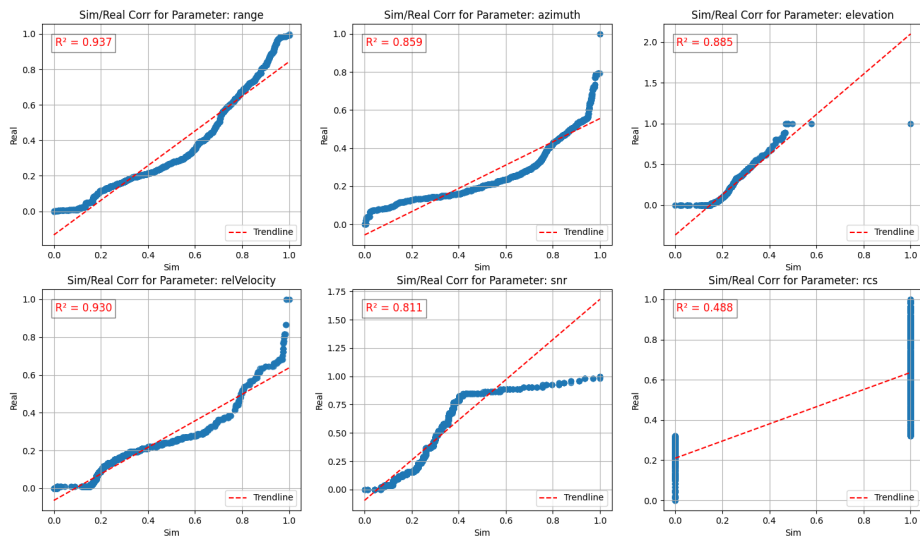 Sim/Real Corr for Parameter: range
R² = 0.937
1.0
0.8
0.6
0.4
0.2
0.0
Real
0.0 0.2 0.4 0.6 0.8 1.0
Sim
Trendline
Sim/Real Corr for Parameter: azimuth
R² = 0.859
1.0
0.8
0.6
0.4
0.2
0.0
Real
0.0 0.2 0.4 0.6 0.8 1.0
Sim
Trendline
Sim/Real Corr for Parameter: elevation
R² = 0.885
2.0
1.5
1.0
0.5
0.0
Real
0.0 0.2 0.4 0.6 0.8 1.0
Sim
Trendline
Sim/Real Corr for Parameter: relVelocity
R² = 0.930
1.0
0.8
0.6
0.4
0.2
0.0
Real
0.0 0.2 0.4 0.6 0.8 1.0
Sim
Trendline
Sim/Real Corr for Parameter: snr
R² = 0.811
1.75
1.50
1.25
1.00
0.75
0.50
0.25
0.00
Real
0.0 0.2 0.4 0.6 0.8 1.0
Sim
Trendline
Sim/Real Corr for Parameter: rcs
R² = 0.488
1.0
0.8
0.6
0.4
0.2
0.0
Real
0.0 0.2 0.4 0.6 0.8 1.0
Sim
Trendline